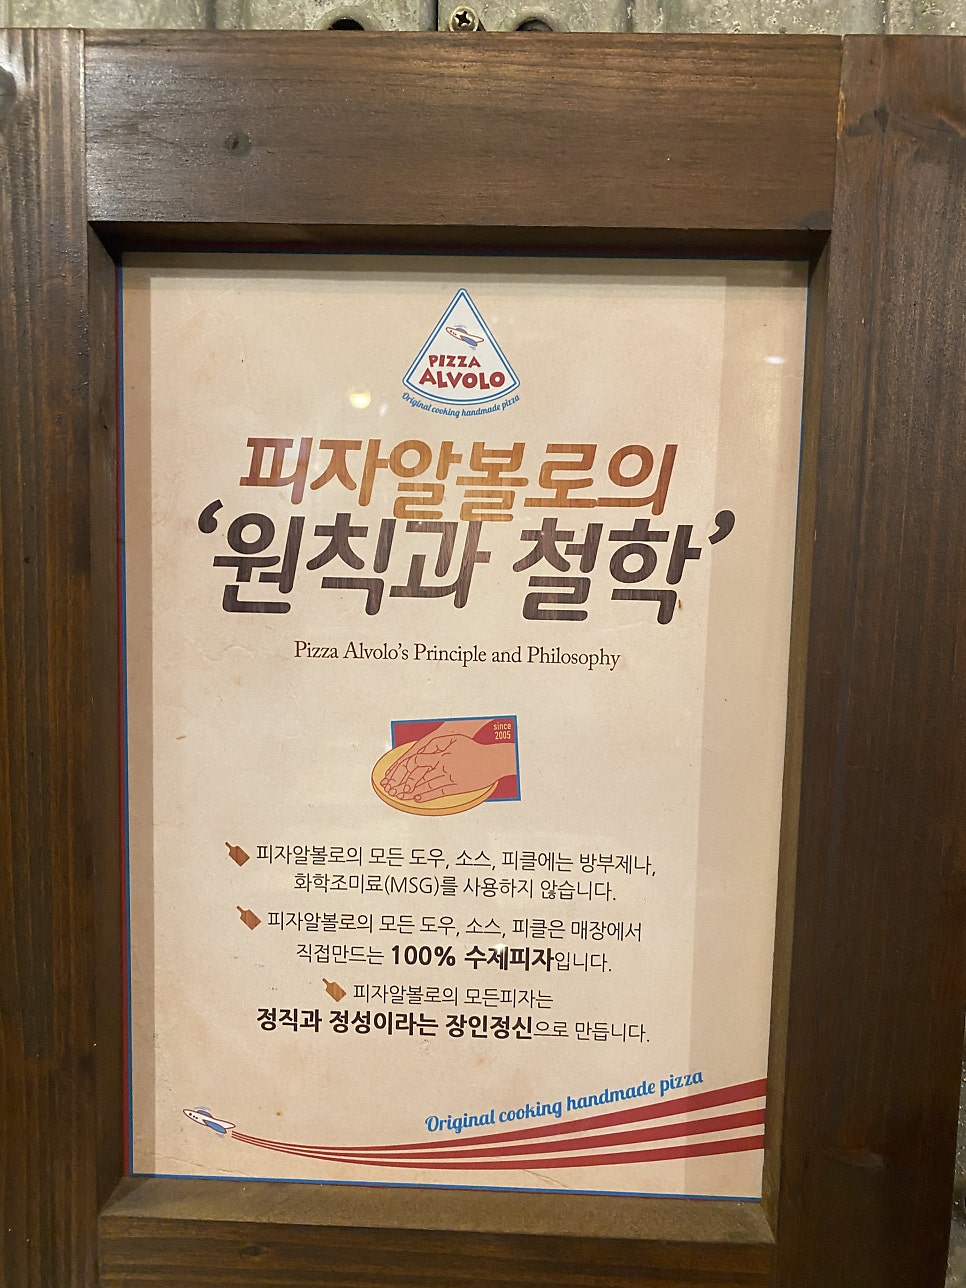 PIZZA
ALVOLO
Original cooking handmade pizza
피자알볼로의
‘원칙과 철학’
Pizza Alvolo’s Principle and Philosophy
since
2005
피자알볼로의 모든 도우, 소스, 피클에는 방부제나,
화학조미료(MSG)를 사용하지 않습니다.
피자알볼로의 모든 도우, 소스, 피클은 매장에서
직접만드는 100% 수제피자입니다.
피자알볼로의 모든피자는
정직과 정성이라는 장인정신으로 만듭니다.
Original cooking handmade pizza